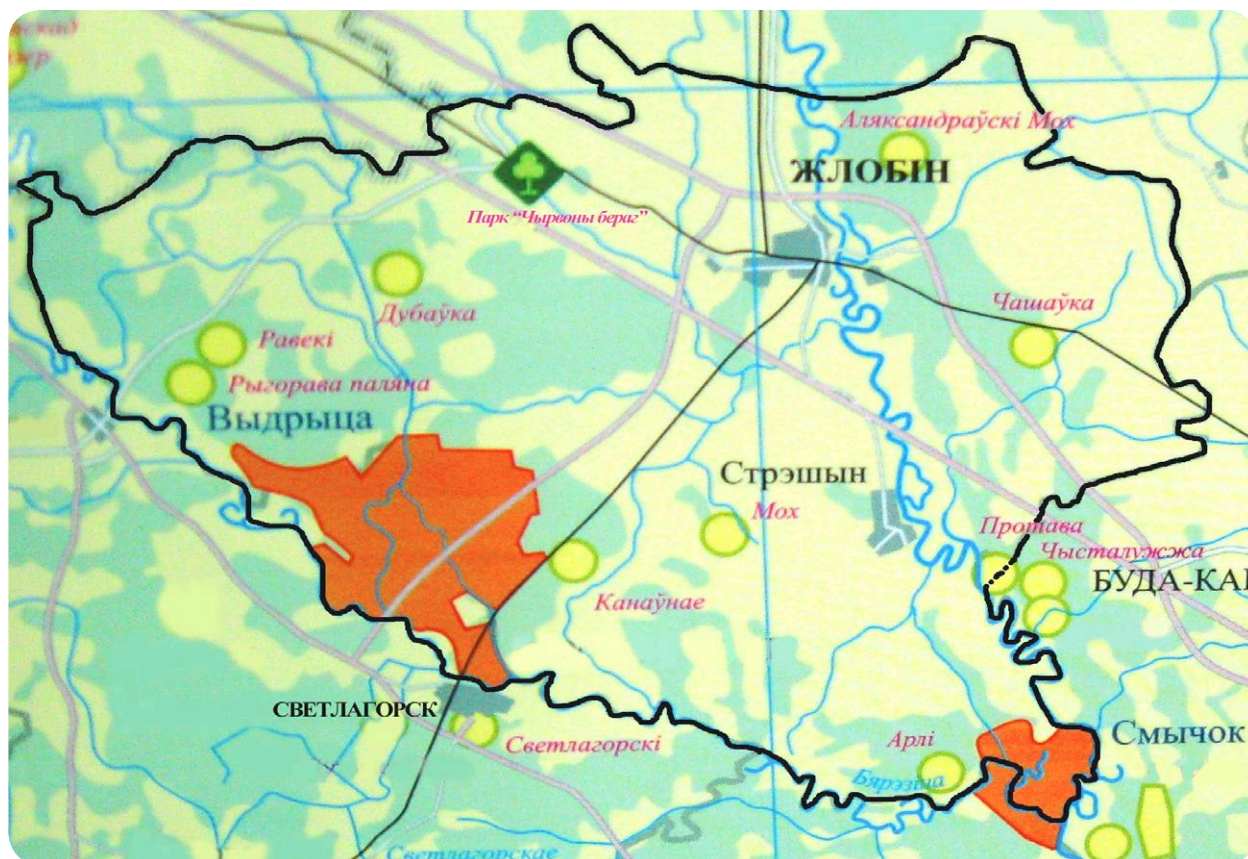 Аляксандраўскі Мох
ЖЛОБІН
Парк “Чырвоны бераг”
Чашаўка
Дубаўка
Равекі
Рыгорава паляна
Выдрыца
Стрэшын
Мох
Протава
Чысталужжа
Канаўнае
СВЕТЛАГОРСК
Светлагорскі
Арлі
Смычок
Бярэзіна
Светлагорскае